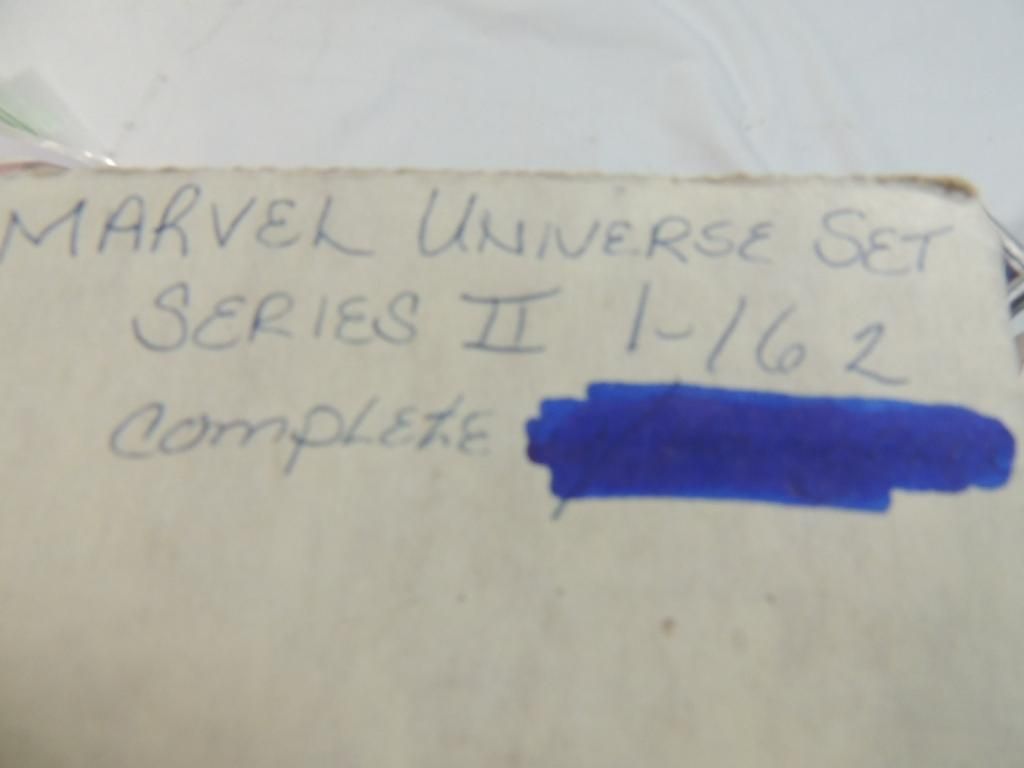 MARVEL UNIVERSE SET
SERIES II 1-162
COMPLETE